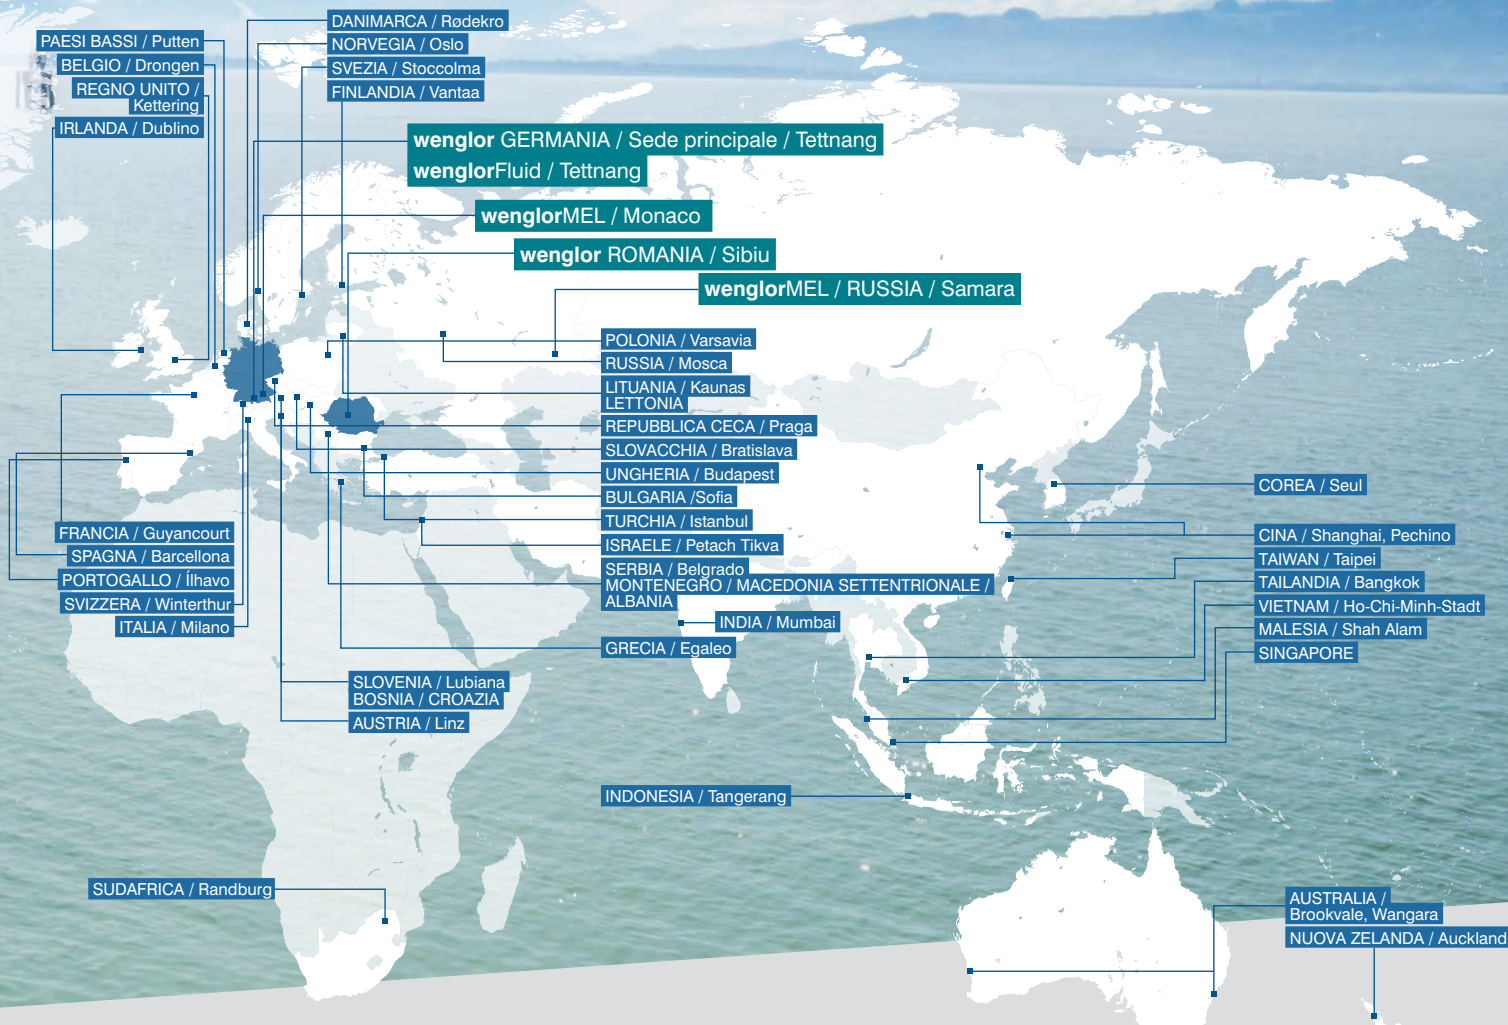 DANIMARCA / Rødekro
NORVEGIA / Oslo
SVEZIA / Stoccolma
FINLANDIA / Vantaa
PAESI BASSI / Putten
BELGIO / Drongen
REGNO UNITO /
Kettering
IRLANDA / Dublino
wenglor GERMANIA / Sede principale / Tettnang
wenglorFluid / Tettnang
wenglorMEL / Monaco
wenglor ROMANIA / Sibiu
wenglorMEL / RUSSIA / Samara
POLONIA / Varsavia
RUSSIA / Mosca
LITUANIA / Kaunas
LETTONIA
REPUBBLICA CECA / Praga
SLOVACCHIA / Bratislava
UNGHERIA / Budapest
BULGARIA /Sofia
TURCHIA / Istanbul
ISRAELE / Petach Tikva
SERBIA / Belgrado
MONTENEGRO / MACEDONIA SETTENTRIONALE /
ALBANIA
INDIA / Mumbai
GRECIA / Egaleo
FRANCIA / Guyancourt
SPAGNA / Barcellona
PORTOGALLO / Ílhavo
SVIZZERA / Winterthur
ITALIA / Milano
SLOVENIA / Lubiana
BOSNIA / CROAZIA
AUSTRIA / Linz
COREA / Seul
CINA / Shanghai, Pechino
TAIWAN / Taipei
TAILANDIA / Bangkok
VIETNAM / Ho-Chi-Minh-Stadt
MALESIA / Shah Alam
SINGAPORE
INDONESIA / Tangerang
SUDAFRICA / Randburg
AUSTRALIA /
Brookvale, Wangara
NUOVA ZELANDA / Auckland